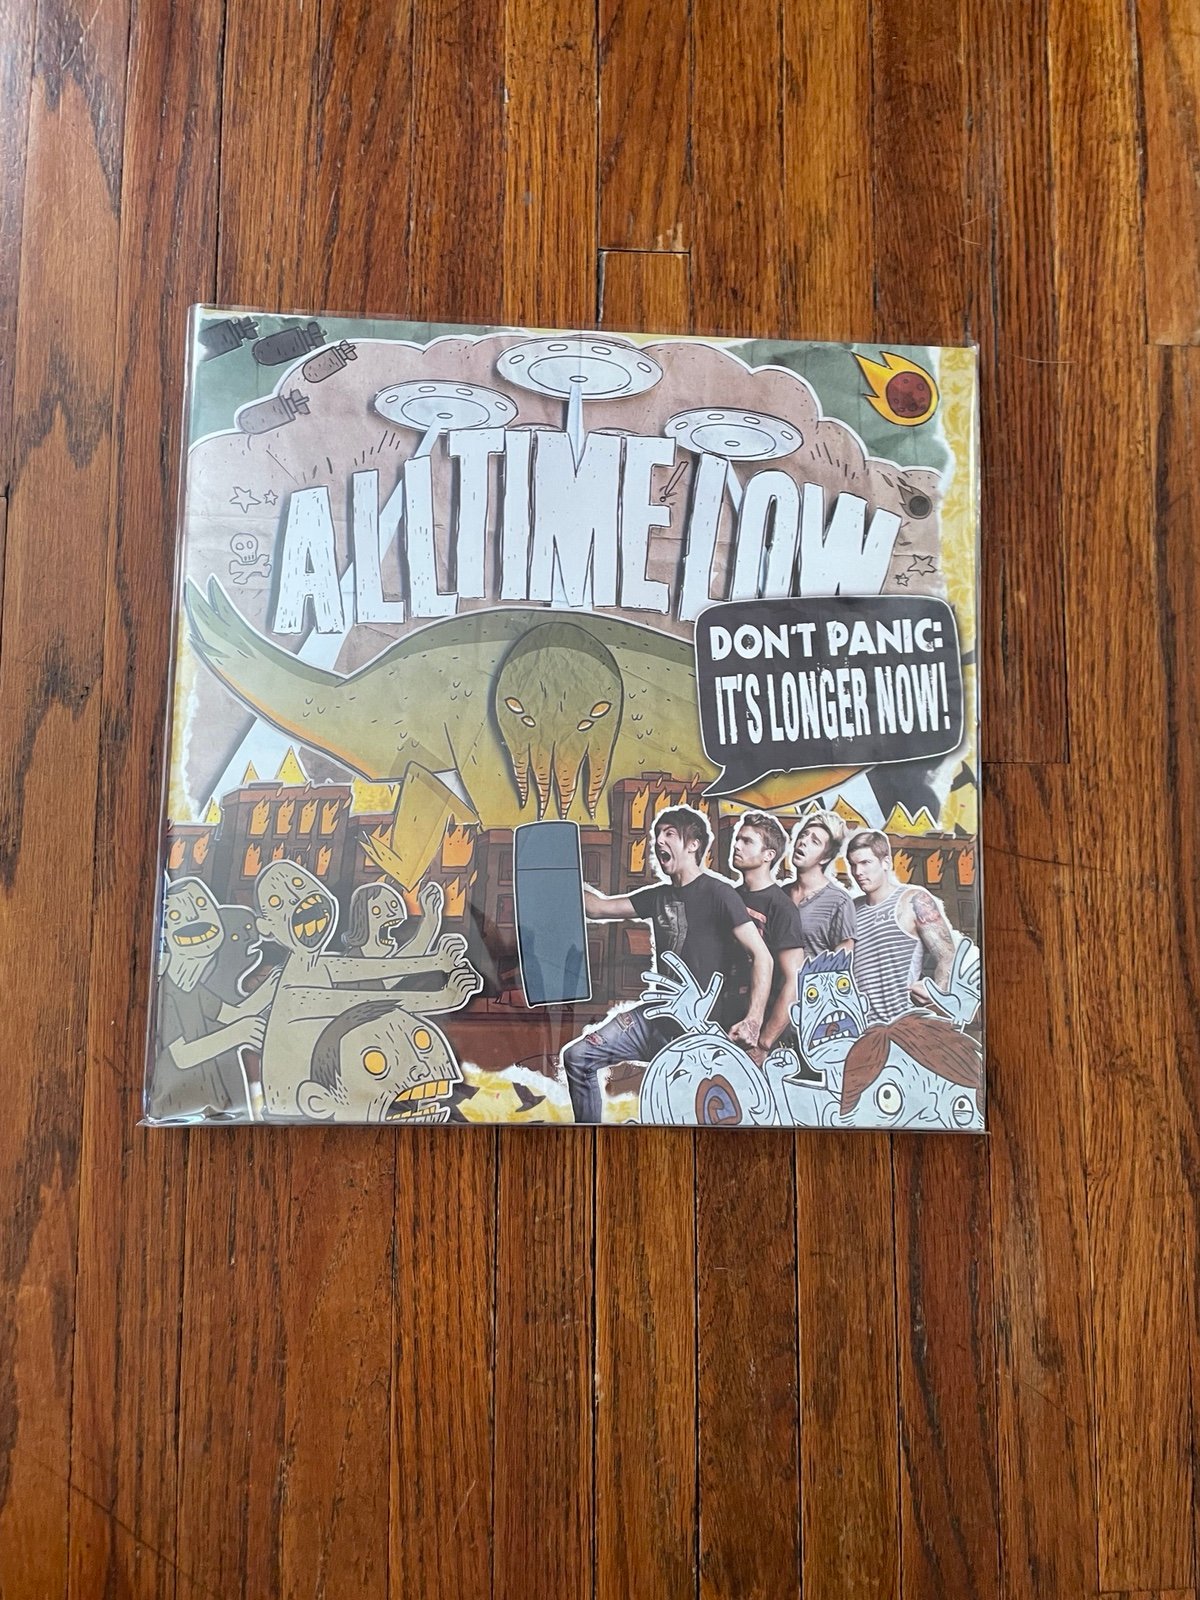 ALL TIME LOW
DON'T PANIC:
IT'S LONGER NOW!